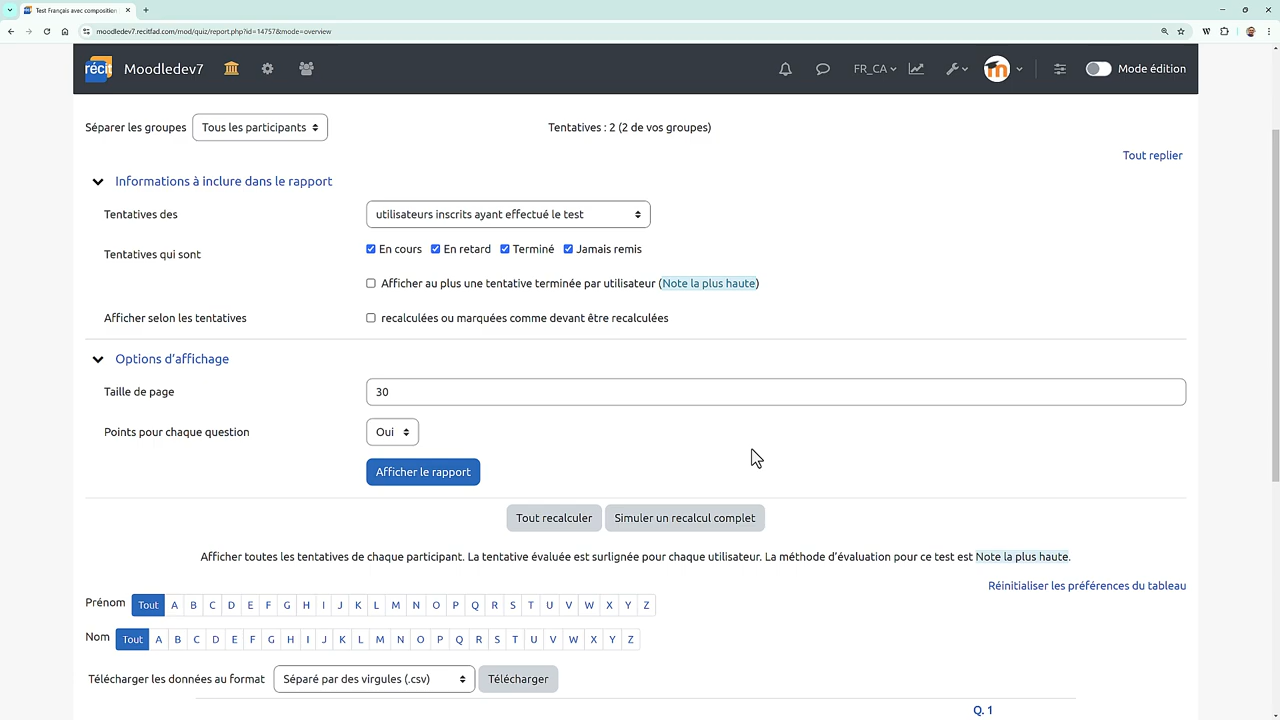 Test Français avec composition
moodledev7.recitfad.com/mod/quiz/report.php?id=14757&mode=overview
récit Moodledev7 FR_CA Mode édition
Séparer les groupes Tous les participants Tentatives : 2 (2 de vos groupes)
Tout replier
Informations à inclure dans le rapport
Tentatives des utilisateurs inscrits ayant effectué le test
Tentatives qui sont En cours En retard Terminé Jamais remis
Afficher au plus une tentative terminée par utilisateur (Note la plus haute)
Afficher selon les tentatives recalculées ou marquées comme devant être recalculées
Options d'affichage
Taille de page 30
Points pour chaque question Oui
Afficher le rapport
Tout recalculer Simuler un recalcul complet
Afficher toutes les tentatives de chaque participant. La tentative évaluée est surlignée pour chaque utilisateur. La méthode d'évaluation pour ce test est Note la plus haute.
Réinitialiser les préférences du tableau
Prénom Tout A B C D E F G H I J K L M N O P Q R S T U V W X Y Z
Nom Tout A B C D E F G H I J K L M N O P Q R S T U V W X Y Z
Télécharger les données au format Séparé par des virgules (.csv) Télécharger
Q. 1